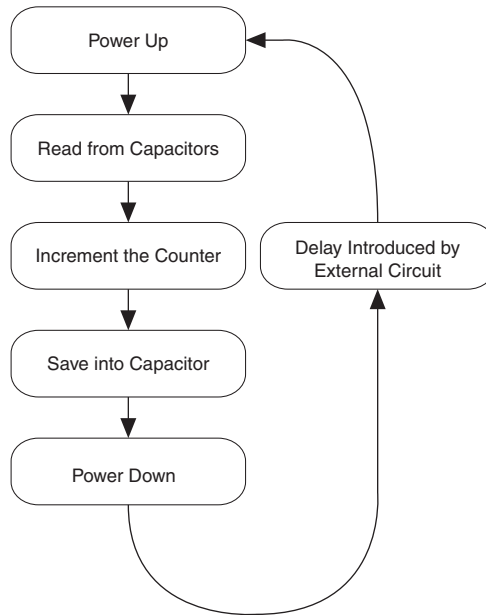 Power Up
Read from Capacitors
Increment the Counter
Save into Capacitor
Power Down
Delay Introduced by
External Circuit